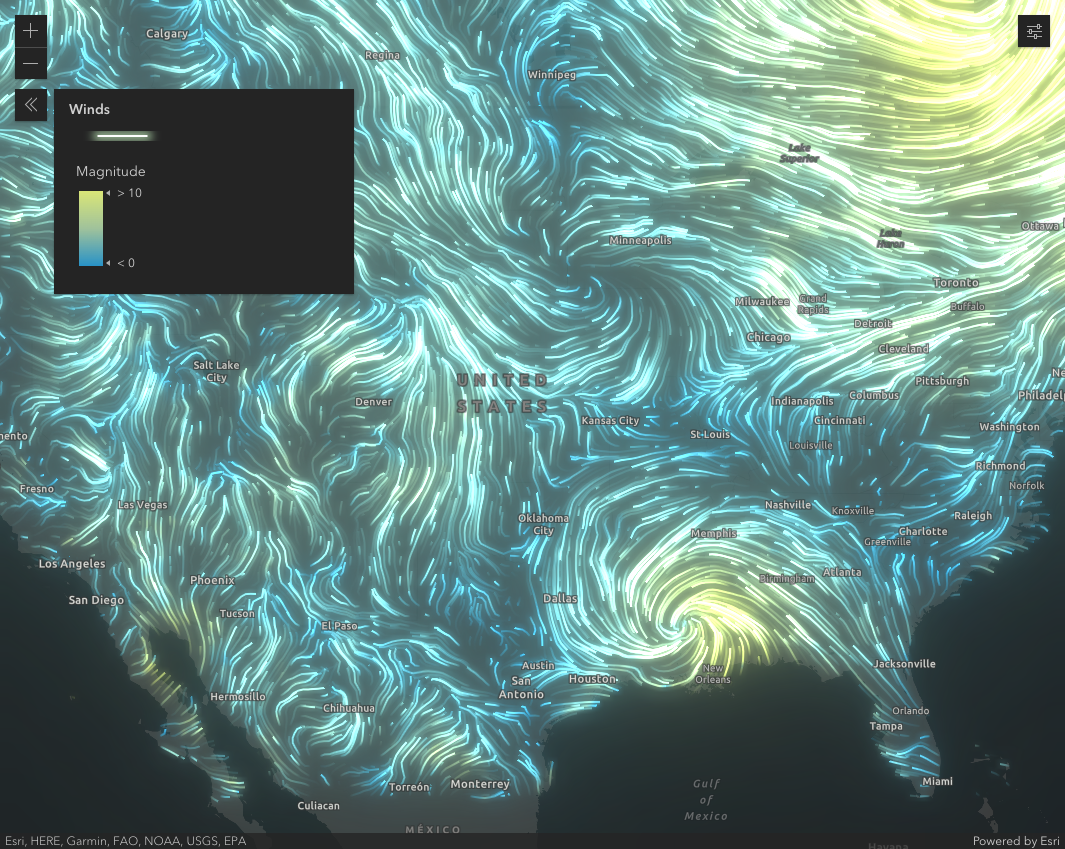 Calgary
Regina
Winnipeg
Winds
Magnitude
> 10
< 0
Lake
Superior
Minneapolis
Lake
Huron
Ottawa
Toronto
Milwaukee
Grand
Rapids
Buffalo
Detroit
Chicago
Cleveland
Salt Lake
City
UNITED
STATES
Ne
Pittsburgh
Denver
Indianapolis
Columbus
Philadelp
Kansas City
St Louis
Cincinnati
Washington
mento
Louisville
Richmond
Fresno
Norfolk
Las Vegas
Nashville
Knoxville
Raleigh
Oklahoma
City
Memphis
Charlotte
Greenville
Los Angeles
Phoenix
Birmingham
Atlanta
San Diego
Tucson
Dallas
El Paso
Austin
New
Orleans
Jacksonville
San
Antonio
Houston
Hermosillo
Chihuahua
Orlando
Tampa
Torreón
Monterrey
Gulf
of
Mexico
Miami
Culiacan
MÉXICO
Esri, HERE, Garmin, FAO, NOAA, USGS, EPA
Powered by Esri
Havana